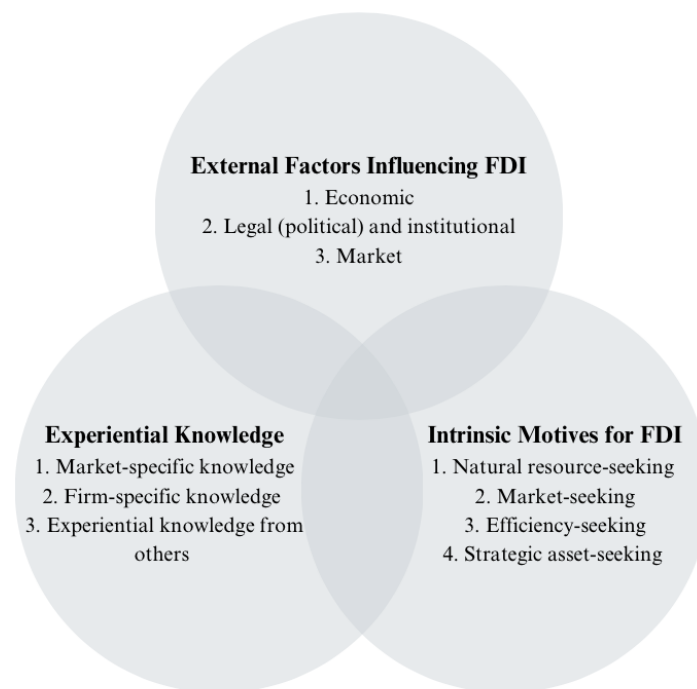 External Factors Influencing FDI
1. Economic
2. Legal (political) and institutional
3. Market
Experiential Knowledge
1. Market-specific knowledge
2. Firm-specific knowledge
3. Experiential knowledge from
others
Intrinsic Motives for FDI
1. Natural resource-seeking
2. Market-seeking
3. Efficiency-seeking
4. Strategic asset-seeking